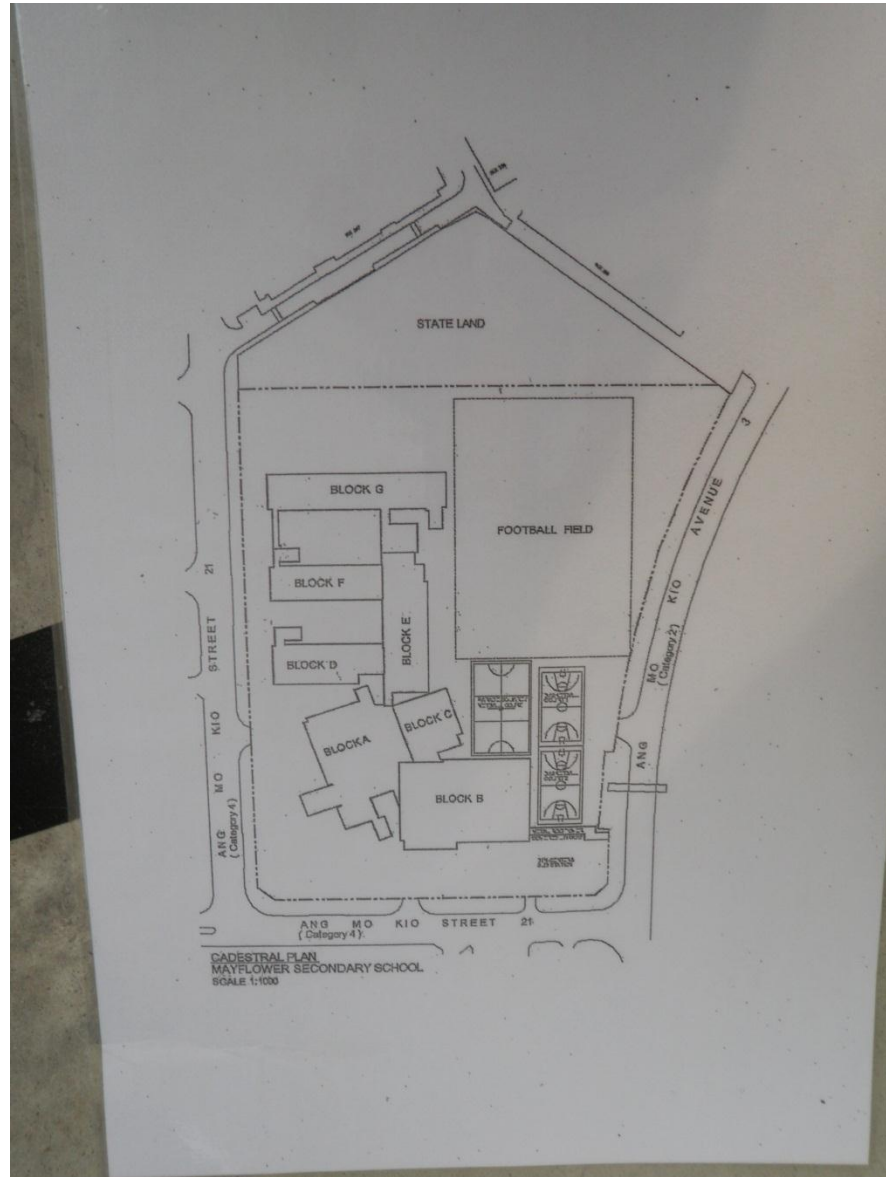 STATE LAND
BLOCK G
FOOTBALL FIELD
BLOCK F
BLOCK E
BLOCK D
BLOCK C
BLOCKA
BLOCK B
ANG MO KIO STREET 21
( Category 4 )
ANG MO KIO AVENUE 3
( Category 2 )
ANG MO KIO STREET 21
( Category 4 )
CADESTRAL PLAN
MAYFLOWER SECONDARY SCHOOL
SCALE 1:1000